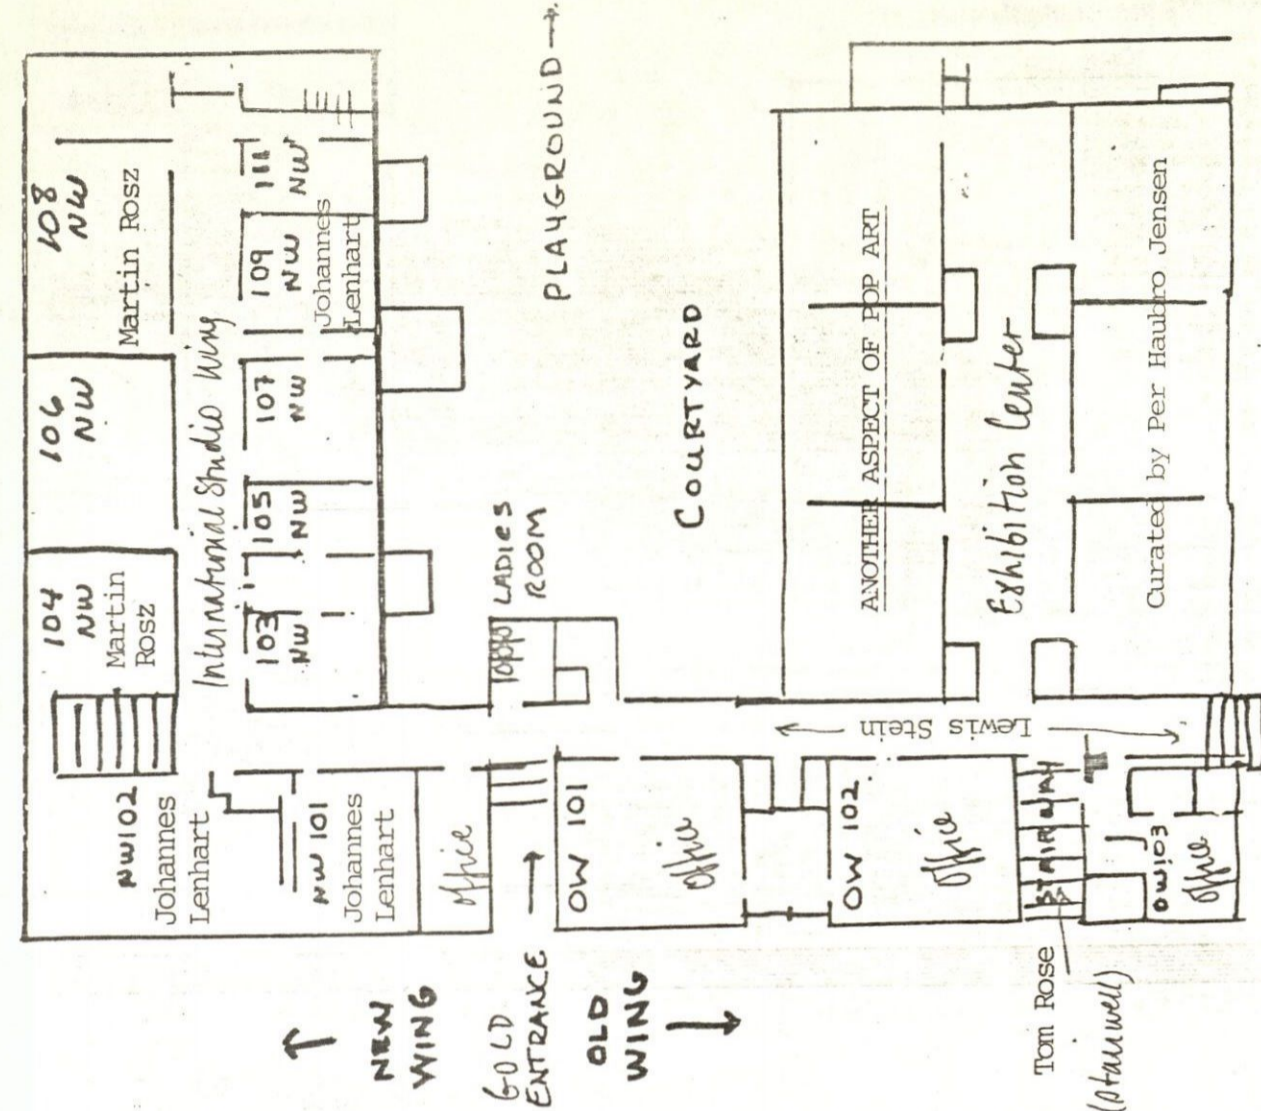 PLAYGROUND →
108
NW
Martin Rosz
106
NW
104
NW
Martin
Rosz
International Studio Wing
111
NW
109
NW
Johannes
Lenhart
107
NW
105
NW
103
NW
LADIES
ROOM
NW102
Johannes
Lenhart
NW 101
Johannes
Lenhart
Office
COURTYARD
ANOTHER ASPECT OF POP ART
Exhibition Center
Curated by Per Haubro Jensen
Lewis Stein
OW 101
Office
OW 102
Office
STAIRWAY
OW103
Office
NEW
WING
GOLD
ENTRANCE
OLD
WING
Tom Rose
(stairwell)